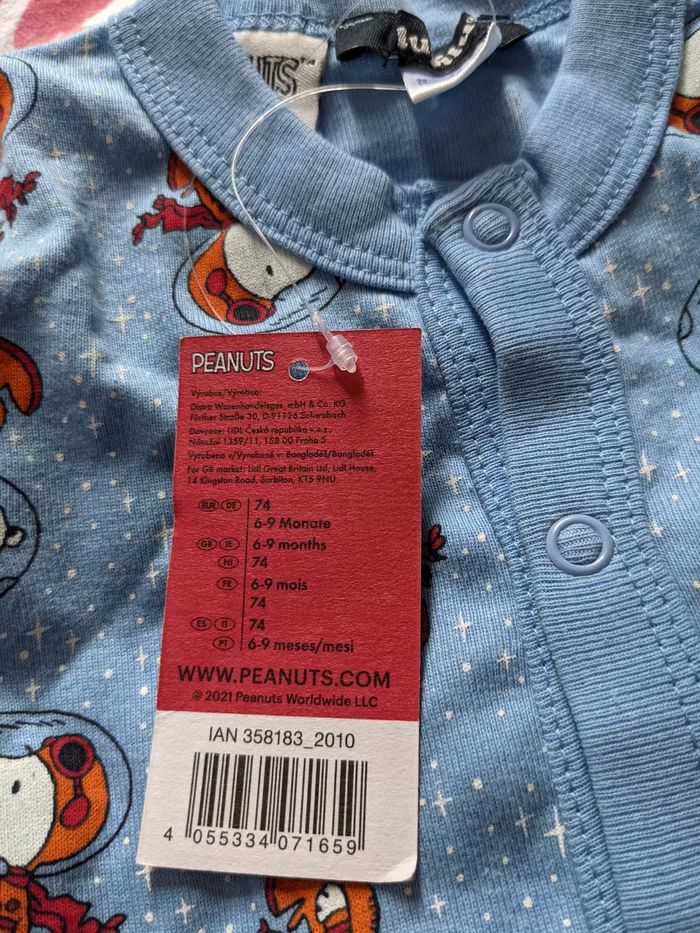 UTS™
lupilu
PEANUTS
Výrobce/Výrobca:
Distra Warenhandelsges. mbH & Co. KG,
Fürther Straße 30, D-91126 Schwabach
Dovozce: LIDL Česká republika v.o.s.,
Nárožní 1359/11, 158 00 Praha 5
Vyrobeno v/Vyrabené v: Bangladéš/Bangladéš
For GB market: Lidl Great Britain Ltd, Lidl House,
14 Kingston Road, Surbiton, KT5 9NU
EUR DE 74
6-9 Monate
GB IE 6-9 months
NI 74
FR 6-9 mois
74
ES IT 74
PT 6-9 meses/mesi
WWW.PEANUTS.COM
© 2021 Peanuts Worldwide LLC
IAN 358183_2010
4 055334 071659